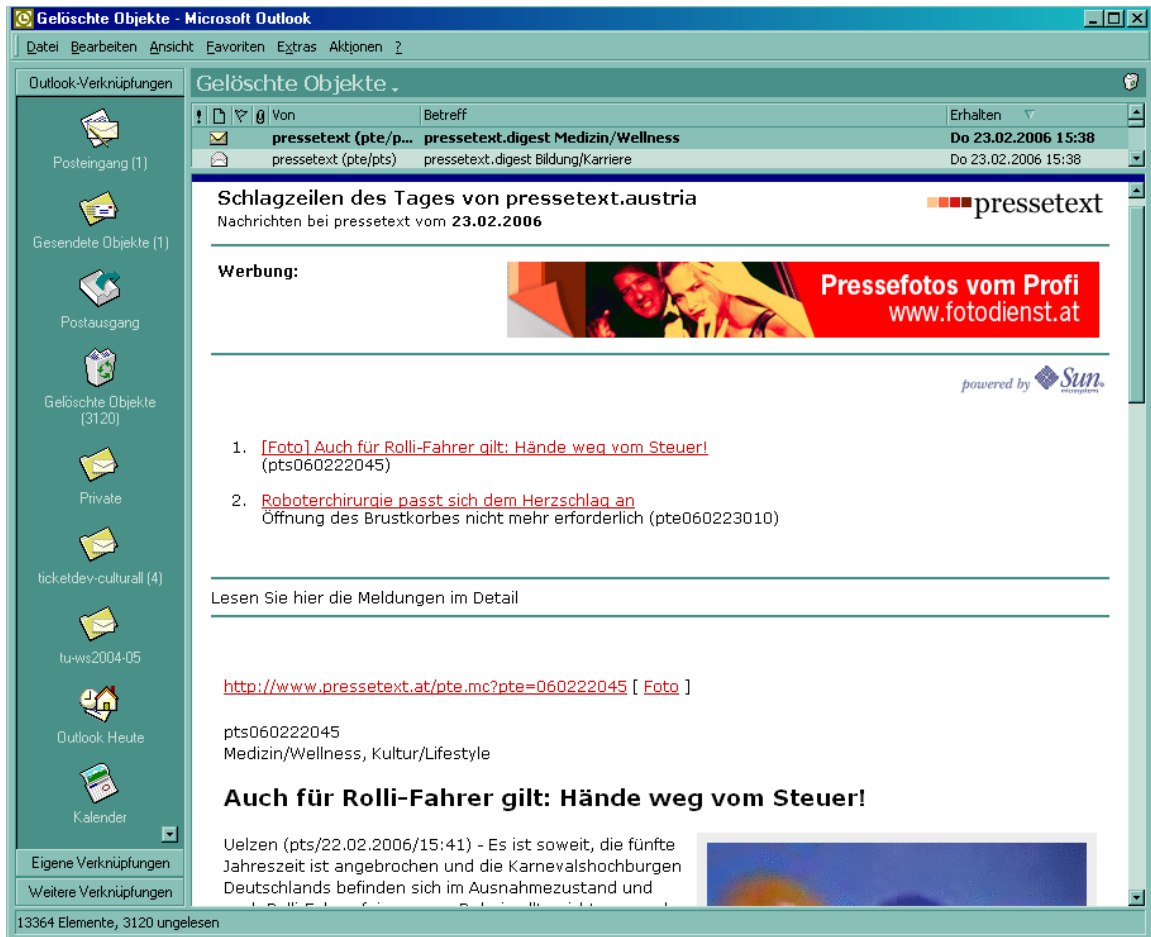 Gelöschte Objekte - Microsoft Outlook
Datei Bearbeiten Ansicht Favoriten Extras Aktionen ?
Outlook-Verknüpfungen
Posteingang (1)
Gesendete Objekte (1)
Postausgang
Gelöschte Objekte
(3120)
Private
ticketdev-culturall (4)
tu-ws2004-05
Outlook Heute
Kalender
Eigene Verknüpfungen
Weitere Verknüpfungen
Gelöschte Objekte
! Von Betreff Erhalten
pressetext (pte/p... pressetext.digest Medizin/Wellness Do 23.02.2006 15:38
pressetext (pte/pts) pressetext.digest Bildung/Karriere Do 23.02.2006 15:38
Schlagzeilen des Tages von pressetext.austria
Nachrichten bei pressetext vom 23.02.2006
pressetext
Werbung:
Pressefotos vom Profi
www.fotodienst.at
powered by Sun
microsystems
1. [Foto] Auch für Rolli-Fahrer gilt: Hände weg vom Steuer!
(pts060222045)
2. Roboterchirurgie passt sich dem Herzschlag an
Öffnung des Brustkorbes nicht mehr erforderlich (pte060223010)
Lesen Sie hier die Meldungen im Detail
http://www.pressetext.at/pte.mc?pte=060222045 [ Foto ]
pts060222045
Medizin/Wellness, Kultur/Lifestyle
Auch für Rolli-Fahrer gilt: Hände weg vom Steuer!
Uelzen (pts/22.02.2006/15:41) - Es ist soweit, die fünfte
Jahreszeit ist angebrochen und die Karnevalshochburgen
Deutschlands befinden sich im Ausnahmezustand und
13364 Elemente, 3120 ungelesen